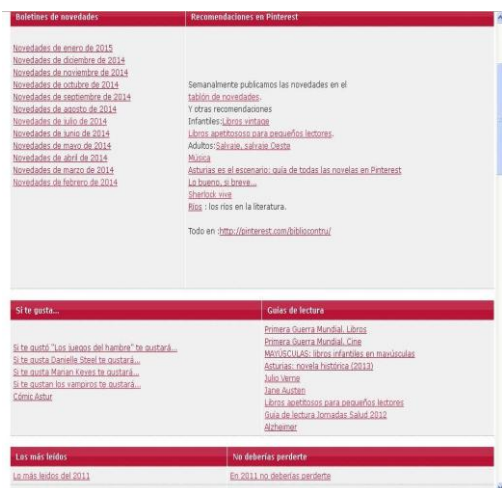 Boletines de novedades
Novedades de enero de 2015
Novedades de diciembre de 2014
Novedades de noviembre de 2014
Novedades de octubre de 2014
Novedades de septiembre de 2014
Novedades de agosto de 2014
Novedades de julio de 2014
Novedades de junio de 2014
Novedades de mayo de 2014
Novedades de abril de 2014
Novedades de marzo de 2014
Novedades de febrero de 2014
Recomendaciones en Pinterest
Semanalmente publicamos las novedades en el
tablón de novedades.
Y otras recomendaciones
Infantiles:Libros vintage
Libros apetitososo para pequeños lectores.
Adultos:Salvaje, salvaje Oeste
Música
Asturias es el escenario: guía de todas las novelas en Pinterest
Lo bueno, si breve...
Sherlock vive
Ríos : los ríos en la literatura.
Todo en :http://pinterest.com/bibliocontru/
Si te gusta...
Si te gustó "Los juegos del hambre" te gustará...
Si te gusta Danielle Steel te gustará...
Si te gusta Marian Keyes te gustará...
Si te gustan los vampiros te gustará...
Cómic Astur
Guías de lectura
Primera Guerra Mundial. Libros
Primera Guerra Mundial. Cine
MAYÚSCULAS: libros infantiles en mayúsculas
Asturias: novela histórica (2013)
Julio Verne
Jane Austen
Libros apetitosos para pequeños lectores
Guía de lectura Jornadas Salud 2012
Alzheimer
Los más leídos
Lo más leídos del 2011
No deberías perderte
En 2011 no deberías perderte